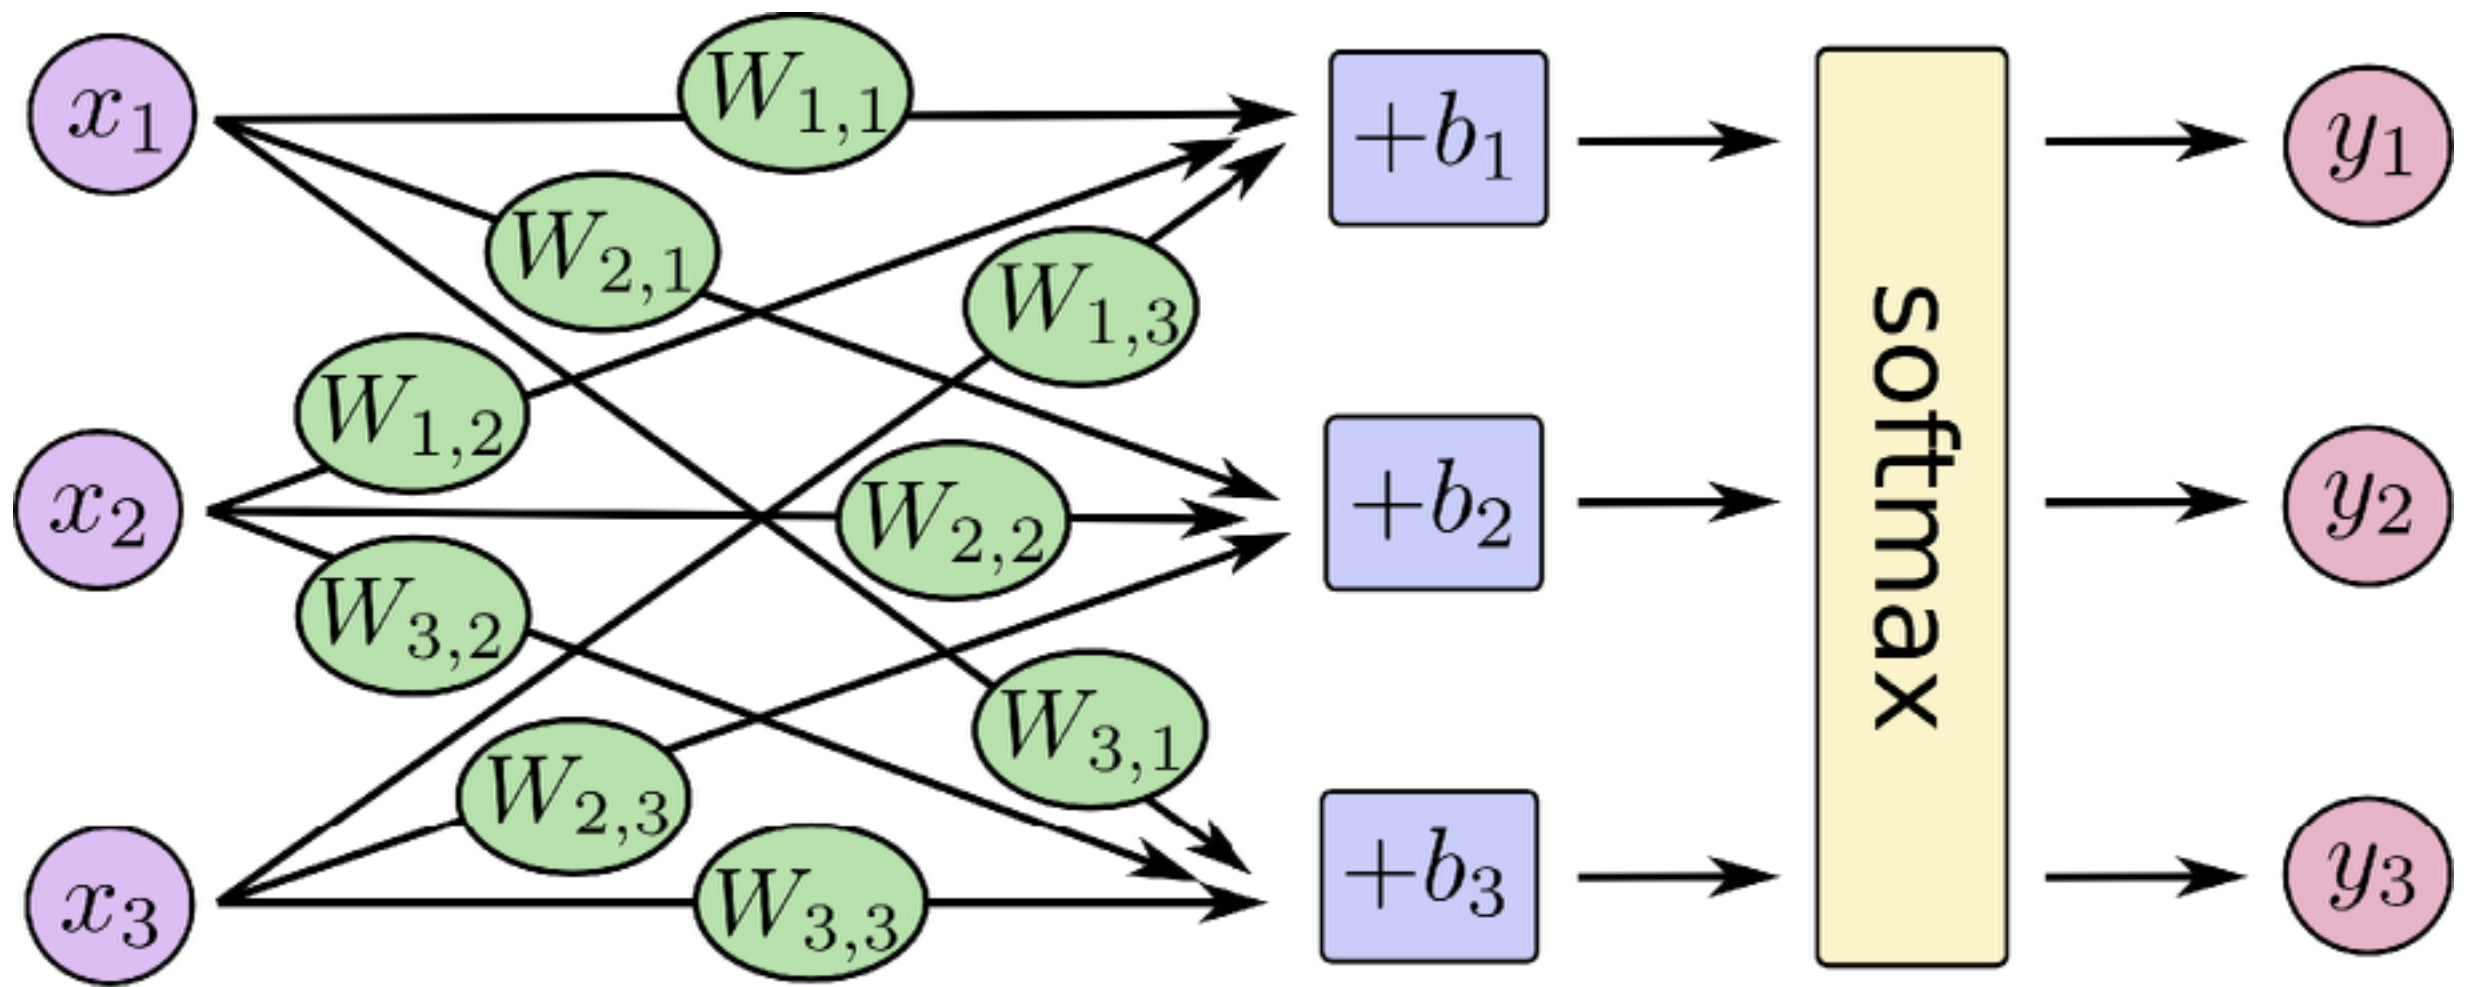 x₁
W₁,₁
+b₁
y₁
W₂,₁
W₁,₃
W₁,₂
softmax
x₂
W₂,₂
+b₂
y₂
W₃,₂
W₃,₁
W₂,₃
x₃
W₃,₃
+b₃
y₃